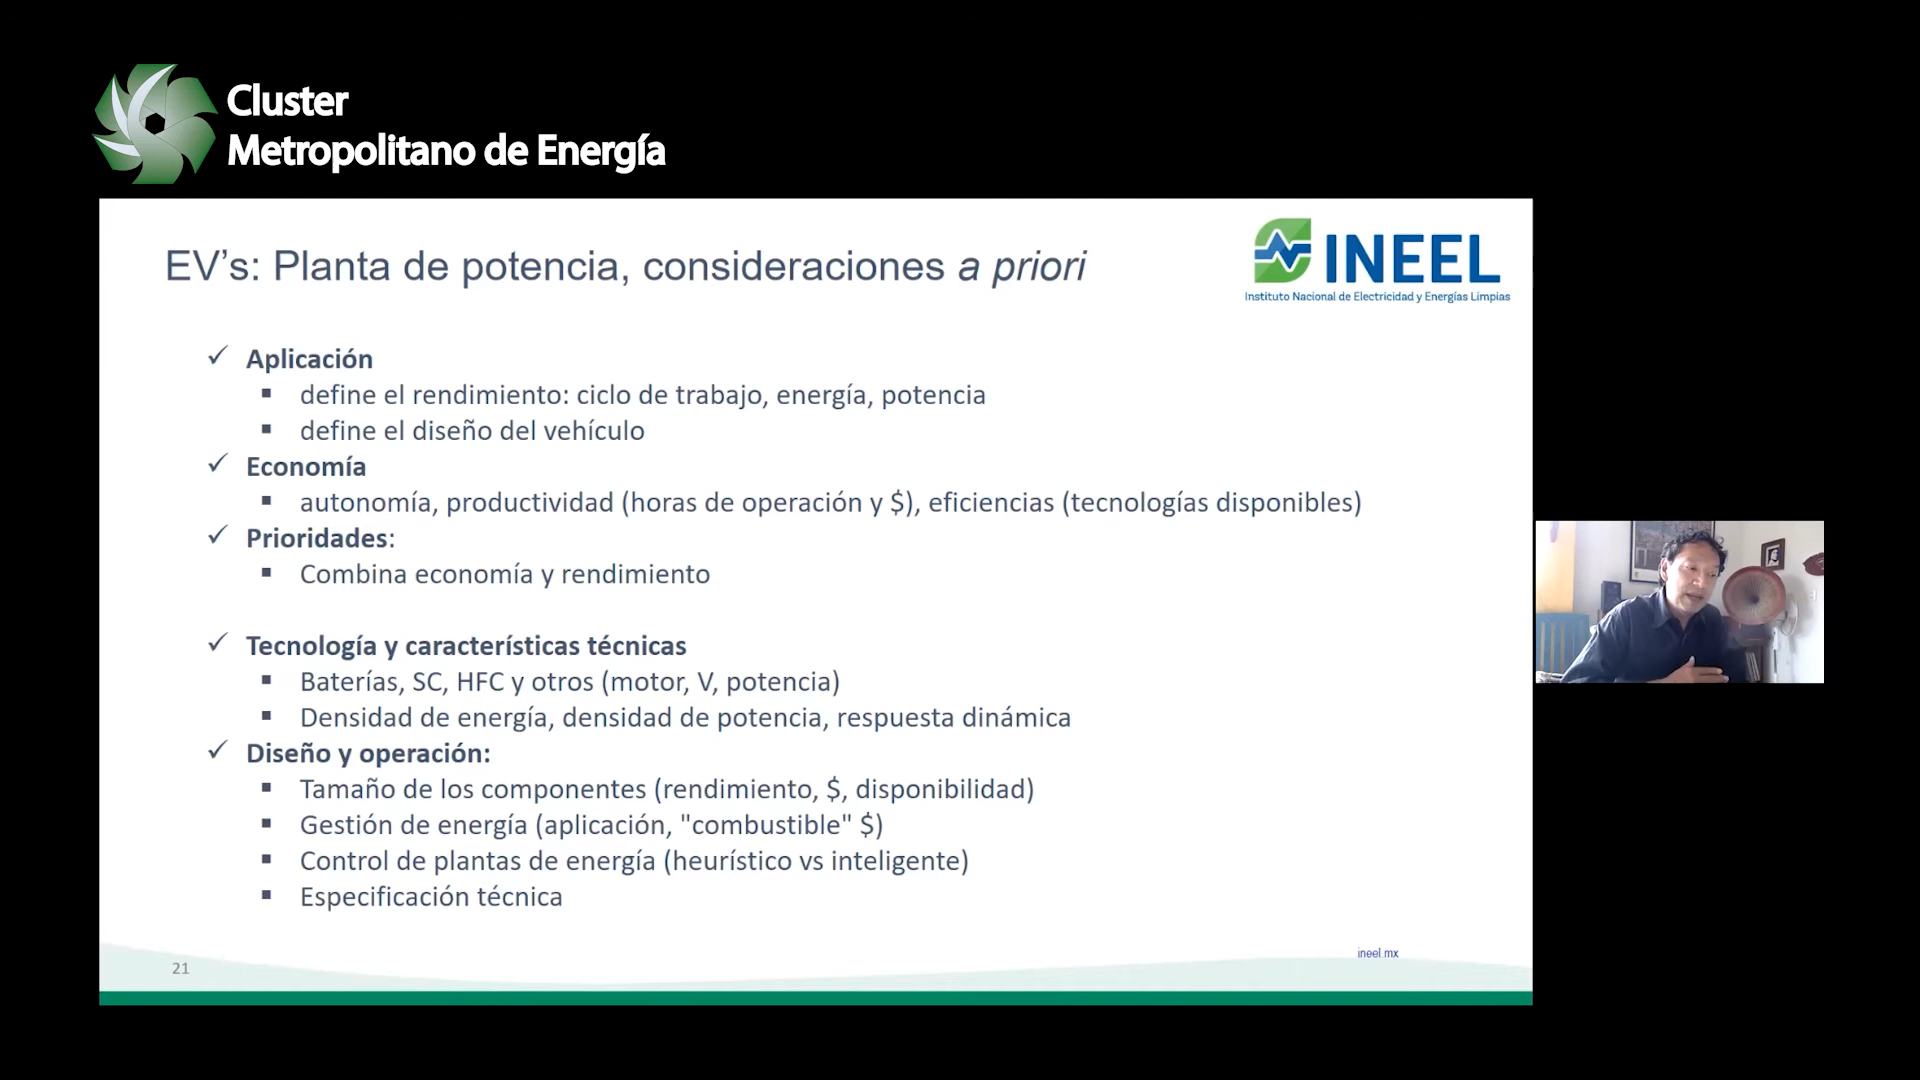 Cluster
Metropolitano de Energía
EV’s: Planta de potencia, consideraciones a priori
INEEL
Instituto Nacional de Electricidad y Energías Limpias
✓ Aplicación
▪ define el rendimiento: ciclo de trabajo, energía, potencia
▪ define el diseño del vehículo
✓ Economía
▪ autonomía, productividad (horas de operación y $), eficiencias (tecnologías disponibles)
✓ Prioridades:
▪ Combina economía y rendimiento
✓ Tecnología y características técnicas
▪ Baterías, SC, HFC y otros (motor, V, potencia)
▪ Densidad de energía, densidad de potencia, respuesta dinámica
✓ Diseño y operación:
▪ Tamaño de los componentes (rendimiento, $, disponibilidad)
▪ Gestión de energía (aplicación, "combustible" $)
▪ Control de plantas de energía (heurístico vs inteligente)
▪ Especificación técnica
ineel.mx
21